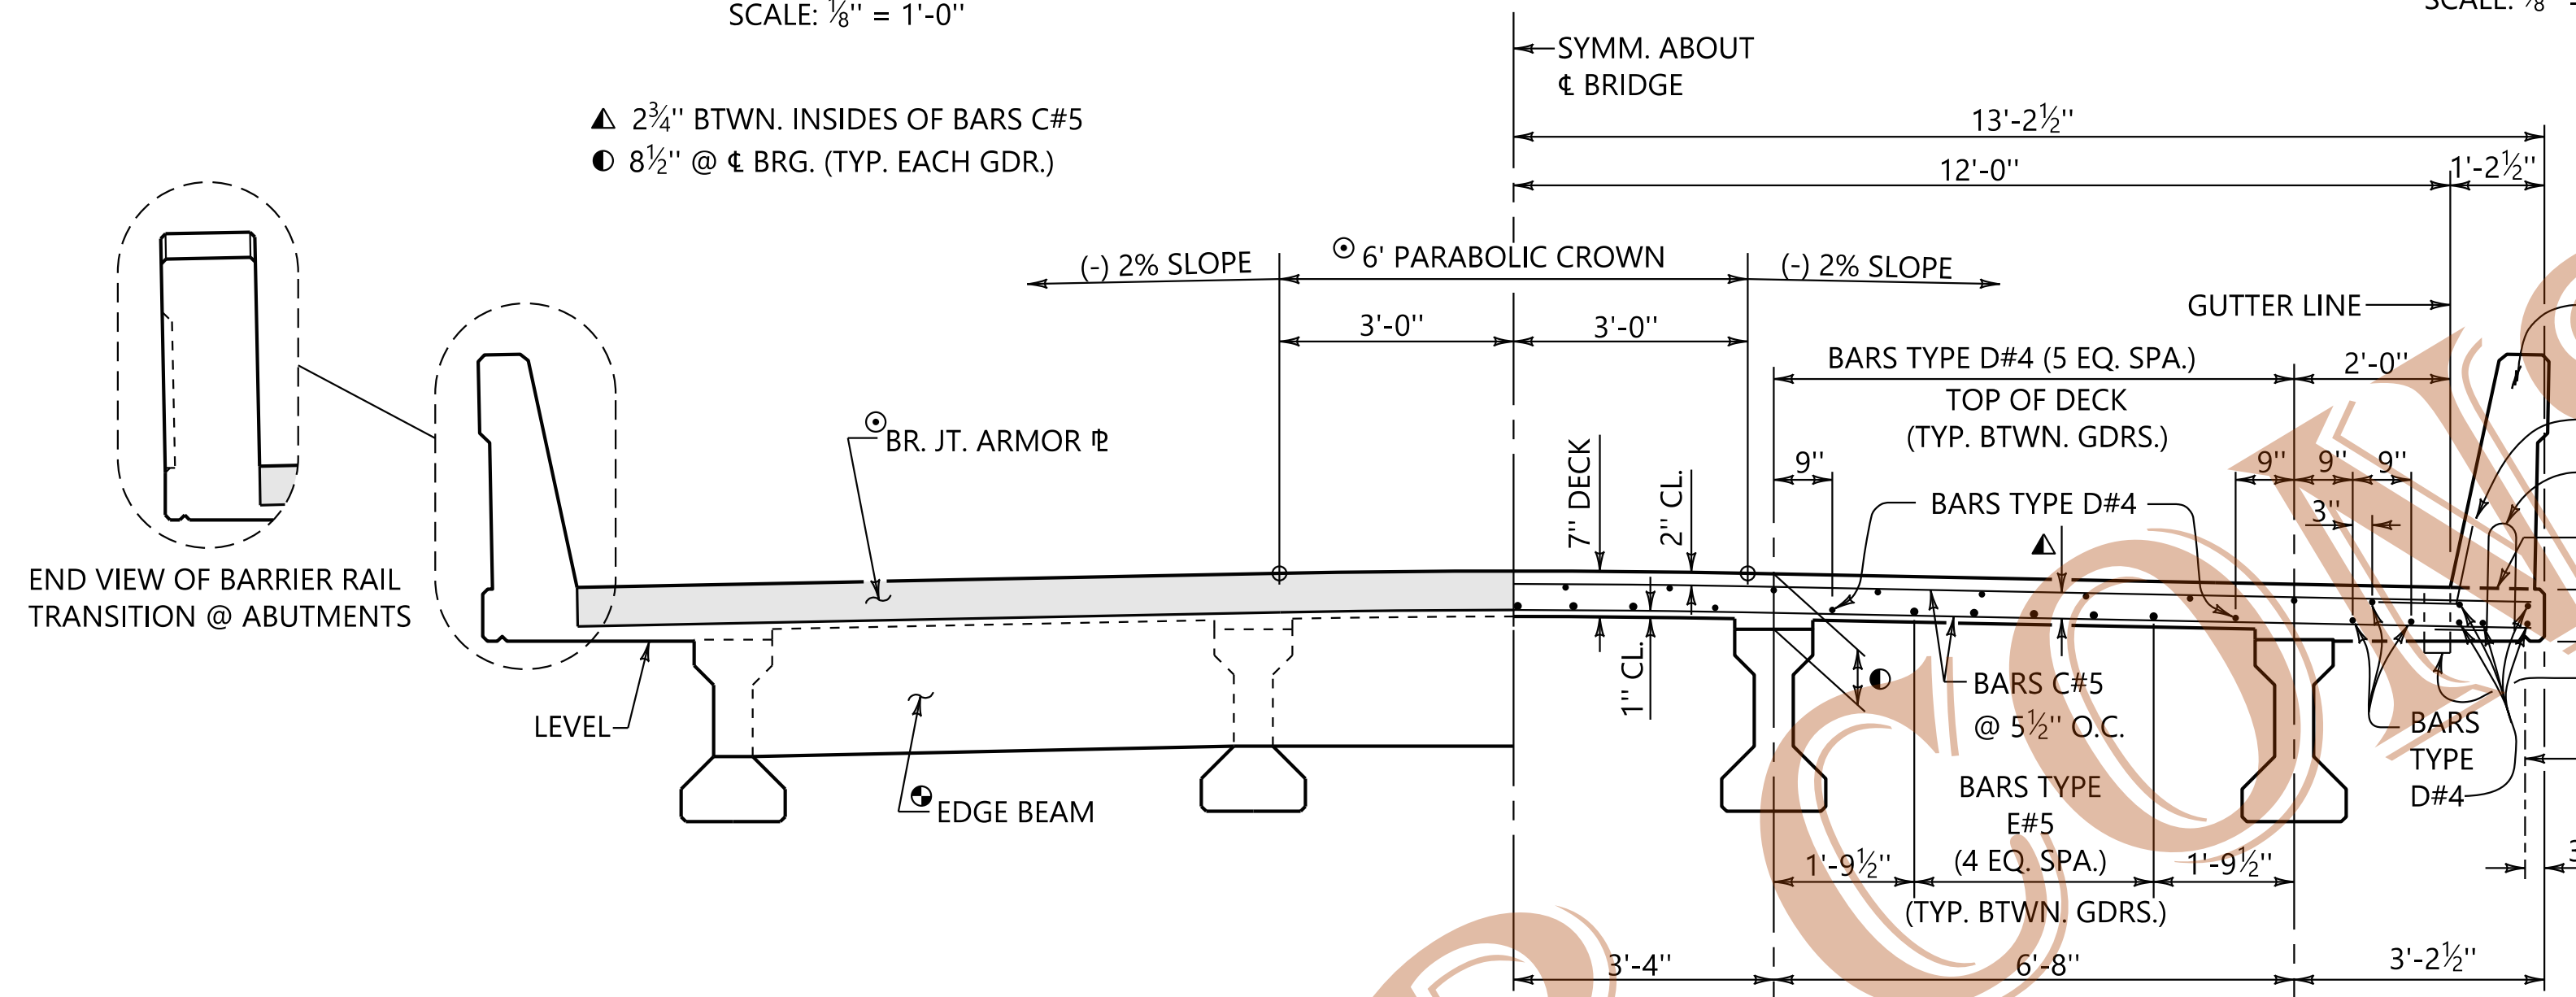 SCALE: ⅛" = 1'-0"
SYMM. ABOUT
℄ BRIDGE
2¾" BTWN. INSIDES OF BARS C#5
8½" @ ℄ BRG. (TYP. EACH GDR.)
13'-2½"
12'-0"
1'-2½"
(-) 2% SLOPE
6' PARABOLIC CROWN
(-) 2% SLOPE
GUTTER LINE
3'-0"
3'-0"
BARS TYPE D#4 (5 EQ. SPA.)
2'-0"
TOP OF DECK
(TYP. BTWN. GDRS.)
BR. JT. ARMOR ⅊
7" DECK
2" CL.
9"
9"
9"
9"
BARS TYPE D#4
3"
END VIEW OF BARRIER RAIL
TRANSITION @ ABUTMENTS
LEVEL
1" CL.
BARS C#5
@ 5½" O.C.
BARS
TYPE
D#4
EDGE BEAM
BARS TYPE
E#5
(4 EQ. SPA.)
1'-9½"
1'-9½"
(TYP. BTWN. GDRS.)
3'-4"
6'-8"
3'-2½"